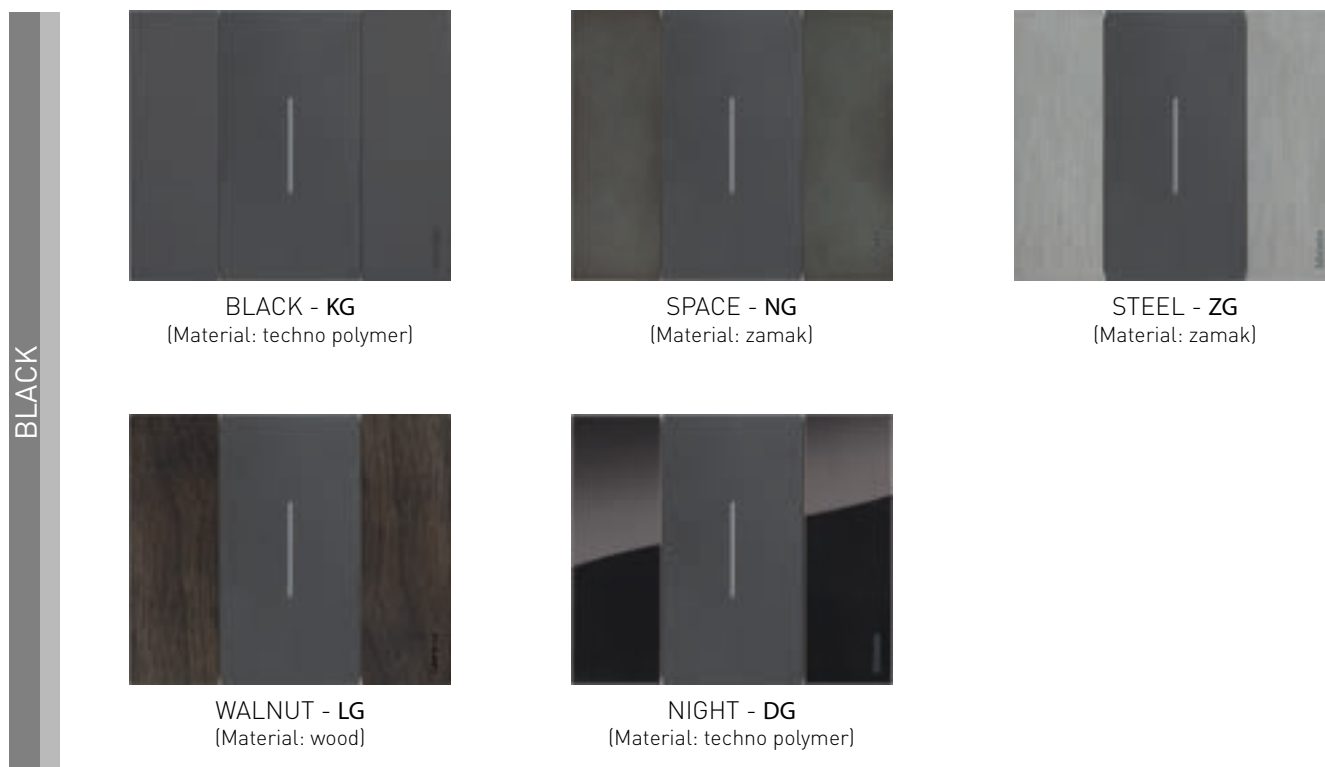 BLACK
BLACK - KG
(Material: techno polymer)
SPACE - NG
(Material: zamak)
STEEL - ZG
(Material: zamak)
WALNUT - LG
(Material: wood)
NIGHT - DG
(Material: techno polymer)